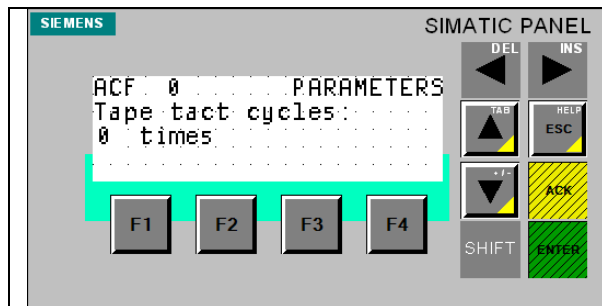 SIEMENS
SIMATIC PANEL
DEL
INS
ACF 0 PARAMETERS
Tape tact cycles:
0 times
TAB
HELP
ESC
+/-
ACK
F1
F2
F3
F4
SHIFT
ENTER